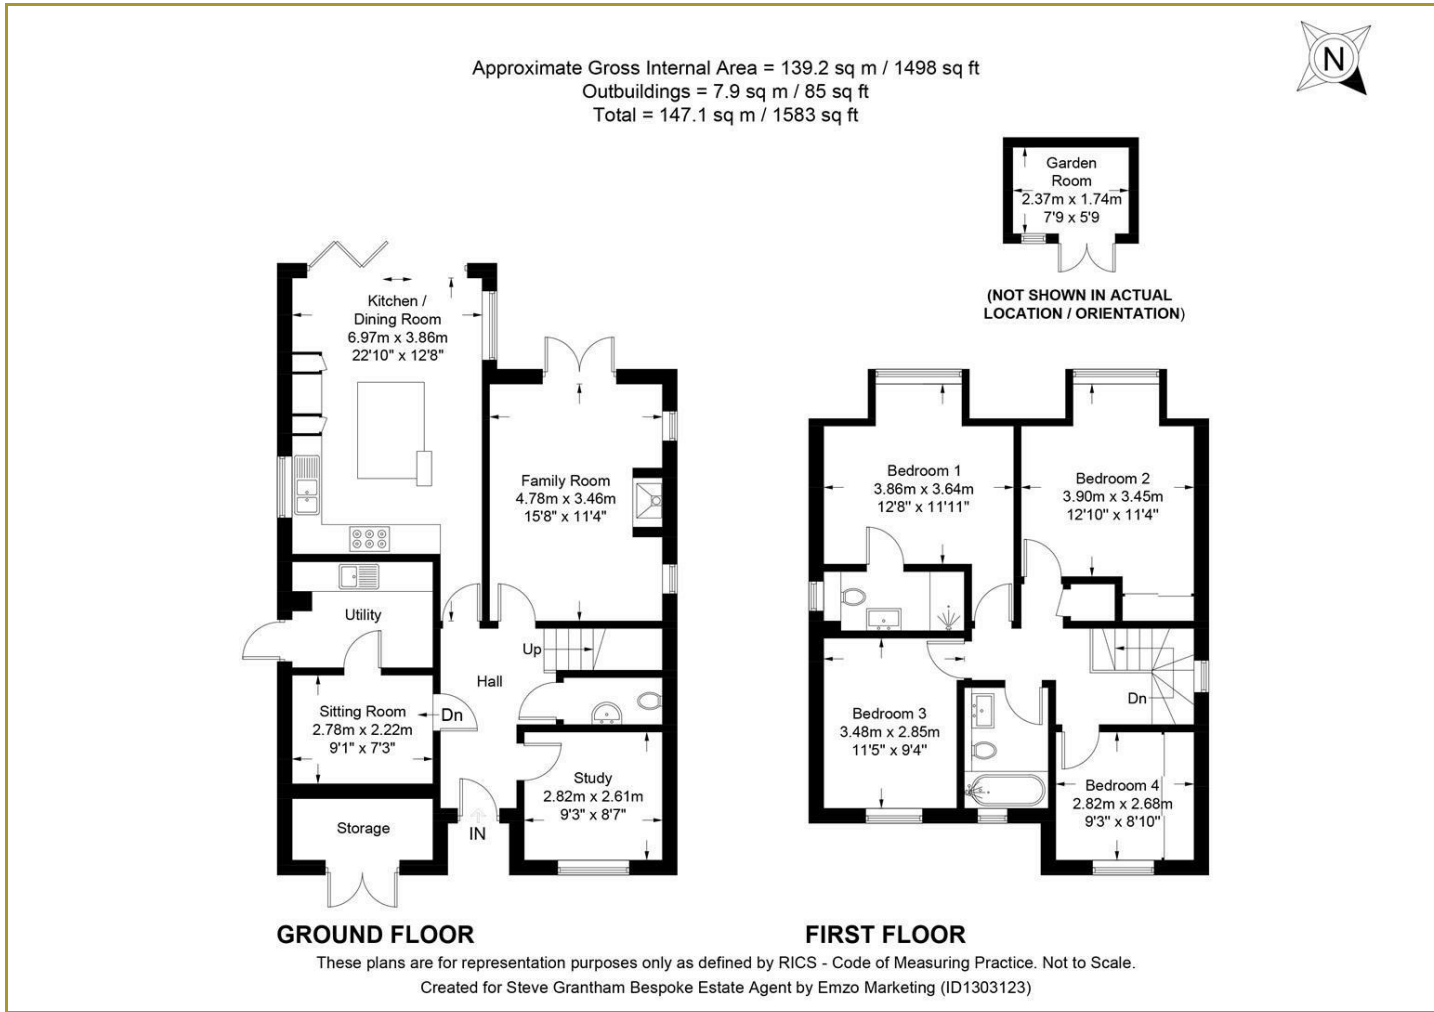 Approximate Gross Internal Area = 139.2 sq m / 1498 sq ft
Outbuildings = 7.9 sq m / 85 sq ft
Total = 147.1 sq m / 1583 sq ft
N
Garden
Room
2.37m x 1.74m
7'9 x 5'9
(NOT SHOWN IN ACTUAL
LOCATION / ORIENTATION)
Kitchen /
Dining Room
6.97m x 3.86m
22'10" x 12'8"
Family Room
4.78m x 3.46m
15'8" x 11'4"
Utility
Up
Hall
Sitting Room
2.78m x 2.22m
9'1" x 7'3"
Dn
Study
2.82m x 2.61m
9'3" x 8'7"
Storage
IN
Bedroom 1
3.86m x 3.64m
12'8" x 11'11"
Bedroom 2
3.90m x 3.45m
12'10" x 11'4"
Bedroom 3
3.48m x 2.85m
11'5" x 9'4"
Dn
Bedroom 4
2.82m x 2.68m
9'3" x 8'10"
GROUND FLOOR
FIRST FLOOR
These plans are for representation purposes only as defined by RICS - Code of Measuring Practice. Not to Scale.
Created for Steve Grantham Bespoke Estate Agent by Emzo Marketing (ID1303123)